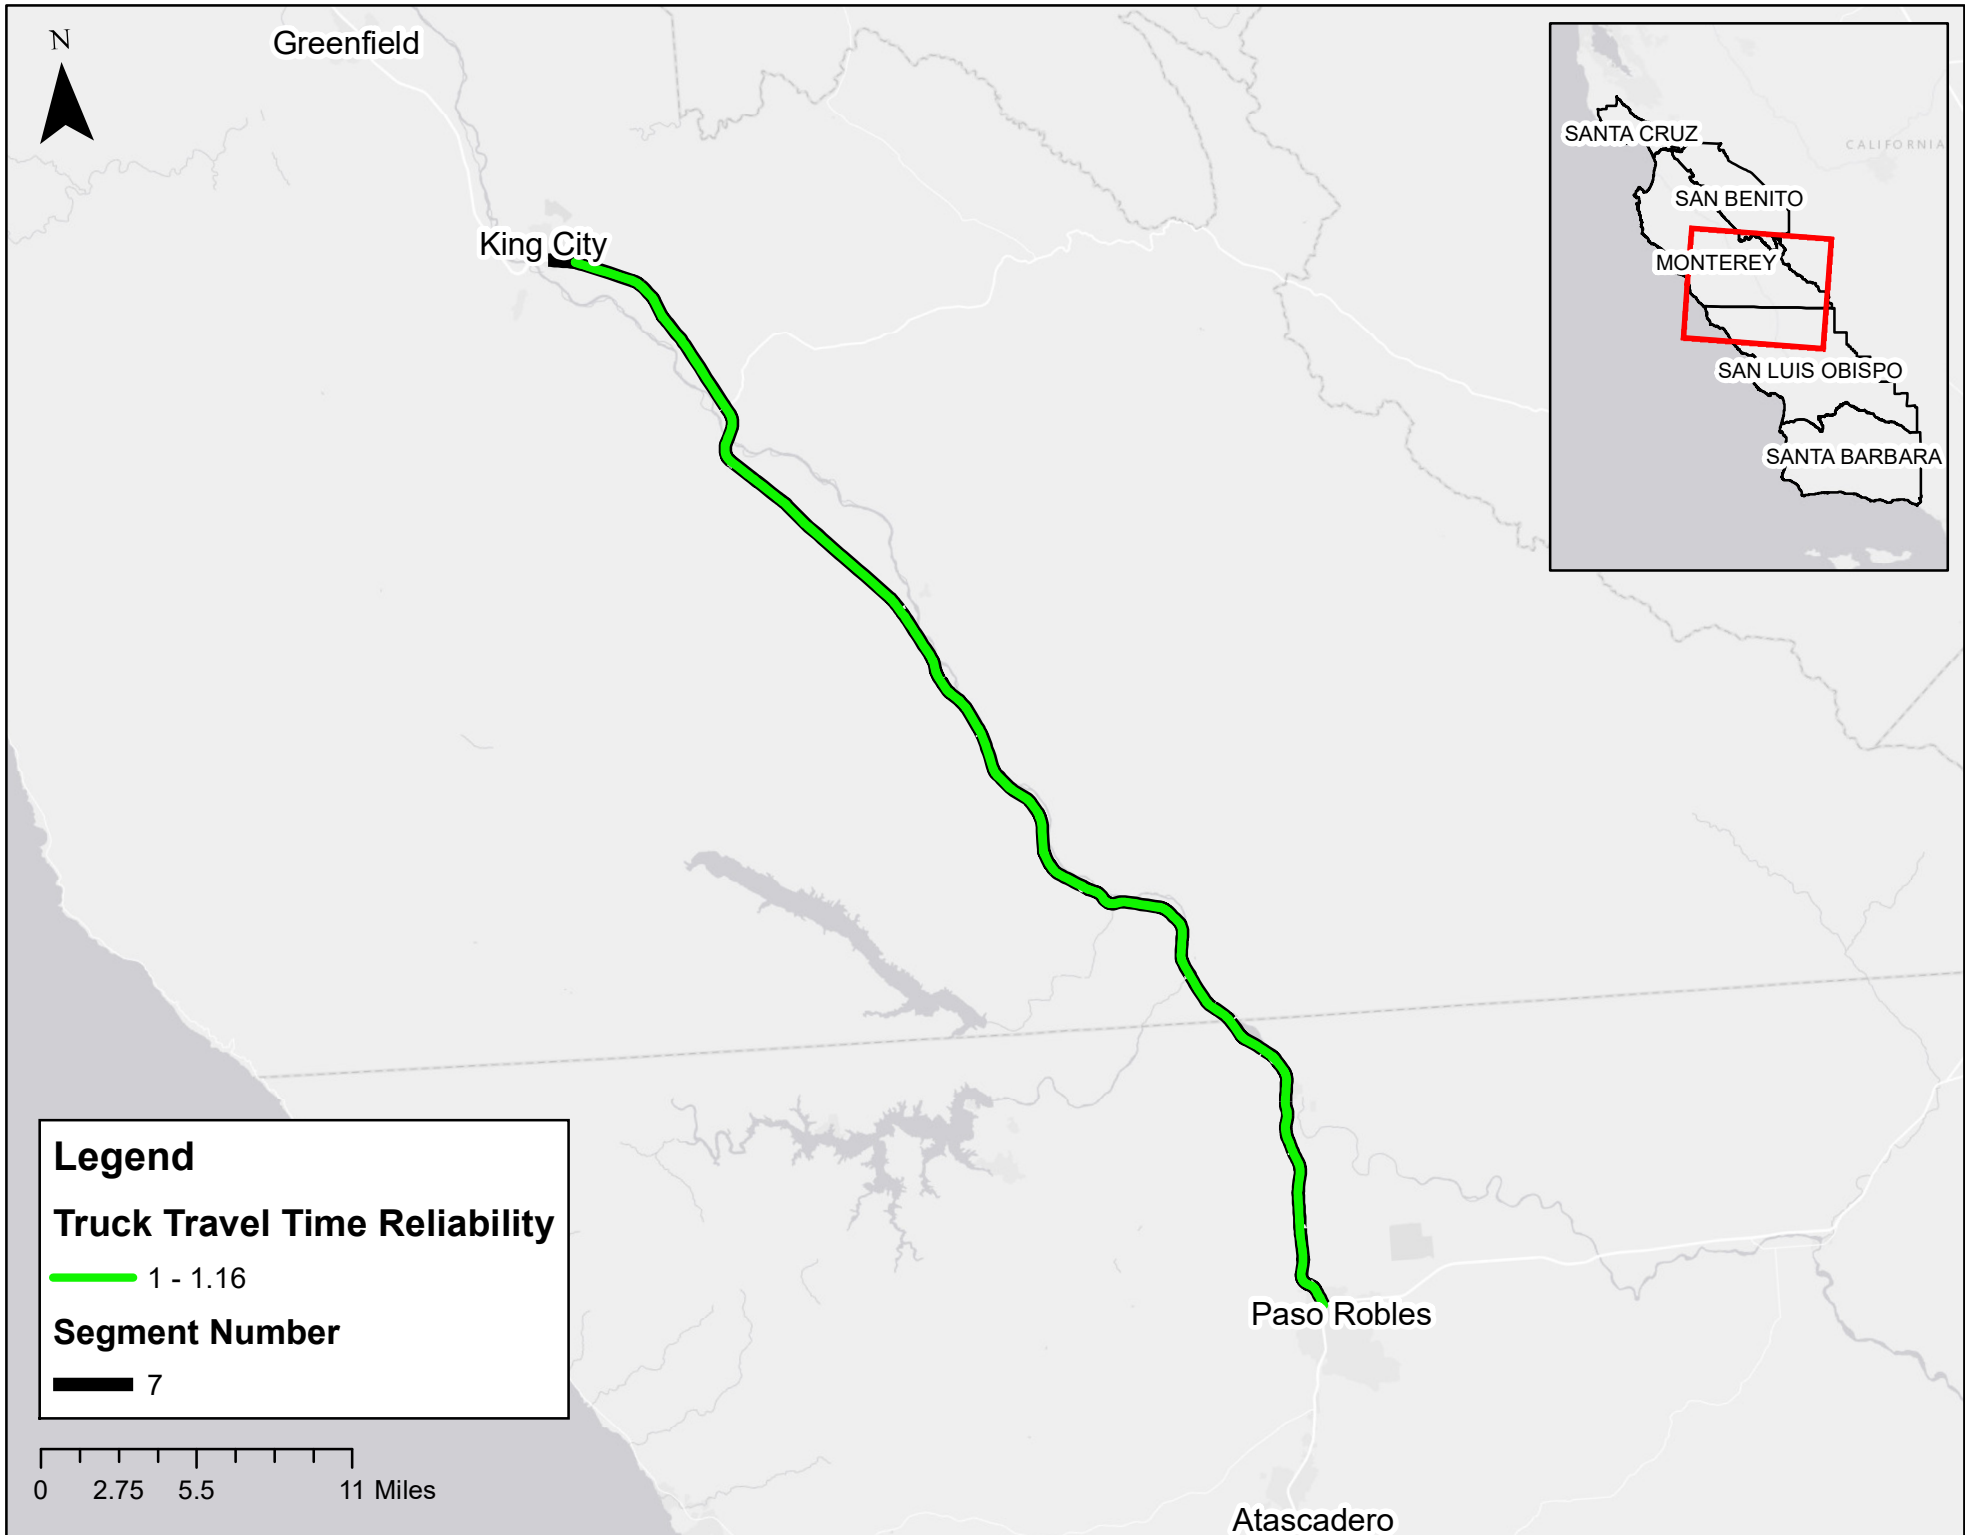 N
Greenfield
King City
SANTA CRUZ
CALIFORNIA
SAN BENITO
MONTEREY
SAN LUIS OBISPO
SANTA BARBARA
Paso Robles
Atascadero
Legend
Truck Travel Time Reliability
1 - 1.16
Segment Number
7
0 2.75 5.5 11 Miles